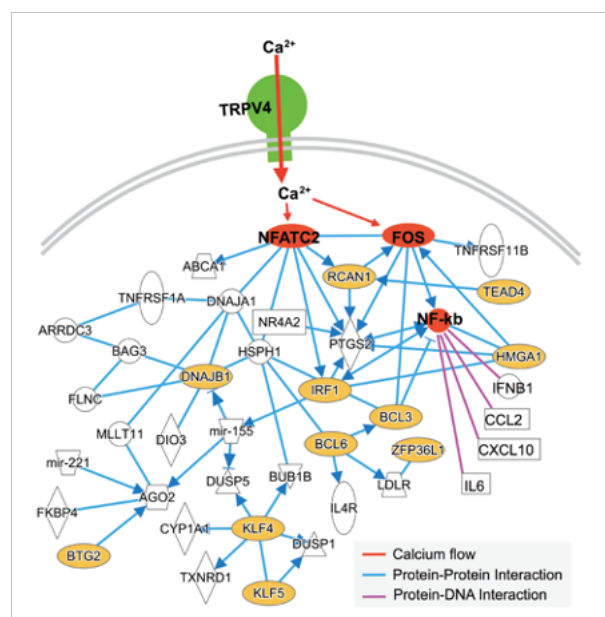 Ca²⁺
TRPV4
Ca²⁺
NFATC2
FOS
TNFRSF11B
ABCA1
RCAN1
TEAD4
TNFRSF1A
DNAJA1
NR4A2
NF-kb
ARRDC3
PTGS2
BAG3
HSPH1
HMGA1
DNAJB1
IRF1
IFNB1
FLNC
BCL3
CCL2
MLLT11
DIO3
mir-155
BCL6
ZFP36L1
CXCL10
mir-221
DUSP5
BUB1B
LDLR
IL6
AGO2
IL4R
FKBP4
CYP1A1
KLF4
DUSP1
BTG2
TXNRD1
KLF5
Calcium flow
Protein-Protein Interaction
Protein-DNA Interaction